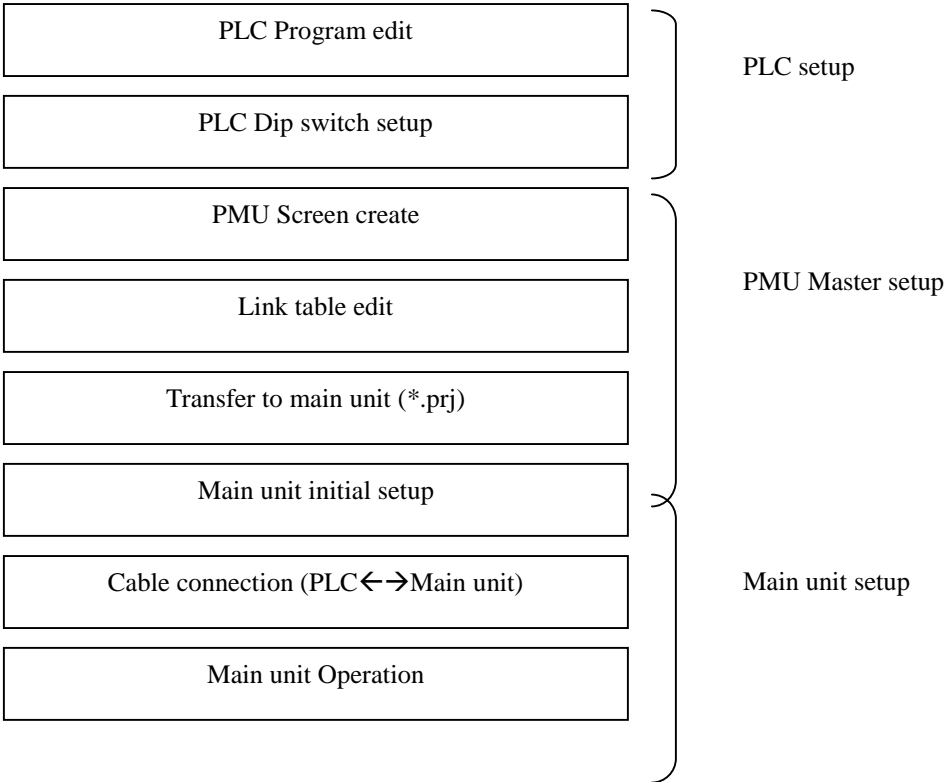 PLC Program edit
PLC setup
PLC Dip switch setup
PMU Screen create
PMU Master setup
Link table edit
Transfer to main unit (*.prj)
Main unit initial setup
Cable connection (PLC←→Main unit)
Main unit setup
Main unit Operation